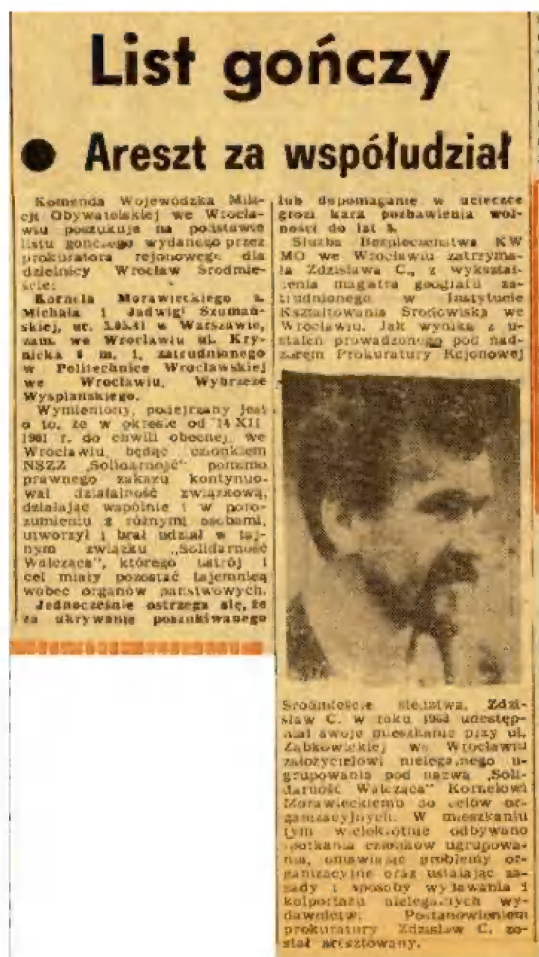 List gończy
● Areszt za współudział
Komenda Wojewódzka Mili-
cji Obywatelskiej we Wrocła-
wiu poszukuje na podstawie
listu gończego wydanego przez
prokuratora rejonowego dla
dzielnicy Wrocław Śródmie-
ście:
Kornela Morawieckiego s.
Michała i Jadwigi Szumań-
skiej, ur. 3.05.41 w Warszawie,
zam. we Wrocławiu ul. Kry-
nicka 4 m. 1, zatrudnionego
w Politechnice Wrocławskiej
we Wrocławiu, Wybrzeże
Wyspiańskiego.
Wymieniony, podejrzany jest
o to, że w okresie od 14 XII
1981 r. do chwili obecnej, we
Wrocławiu, będąc członkiem
NSZZ „Solidarność" pomimo
prawnego zakazu kontynuo-
wał działalność związkową,
działając wspólnie i w poro-
zumieniu z różnymi osobami,
utworzył i brał udział w taj-
nym związku „Solidarność
Walcząca", którego ustrój i
cel miały pozostać tajemnicą
wobec organów państwowych.
Jednocześnie ostrzega się, że
za ukrywanie poszukiwanego
lub dopomaganie w ucieczce
grozi kara pozbawienia wol-
ności do lat 5.
Służba Bezpieczeństwa KW
MO we Wrocławiu zatrzyma-
ła Zdzisława C., z wykształ-
cenia magistra geografii za-
trudnionego w Instytucie
Kształtowania Środowiska we
Wrocławiu. Jak wynika z u-
staleń prowadzonego pod nad-
zorem Prokuratury Rejonowej
Śródmieście śledztwa, Zdzi-
sław C. w roku udostęp-
niał swoje mieszkanie przy ul.
Ząbkowickiej we Wrocławiu
założycielowi nielegalnego u-
grupowania pod nazwą „Soli-
darność Walcząca" Kornelowi
Morawieckiemu do celów or-
ganizacyjnych. W mieszkaniu
tym wielokrotnie odbywano
spotkania członków ugrupowa-
nia, omawiając problemy or-
ganizacyjne oraz ustalając za-
sady i sposoby wydawania i
kolportażu nielegalnych wy-
dawnictw. Postanowieniem
prokuratury Zdzisław C. zo-
stał aresztowany.